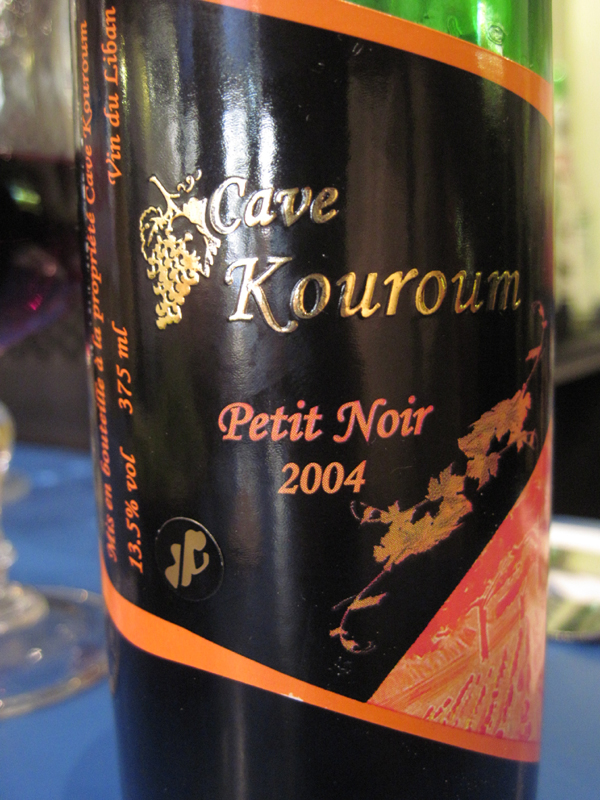 Cave
Kouroum
Petit Noir
2004
Mis en bouteille à la propriété Cave Kouroum
13.5% vol 375 ml Vin du Liban